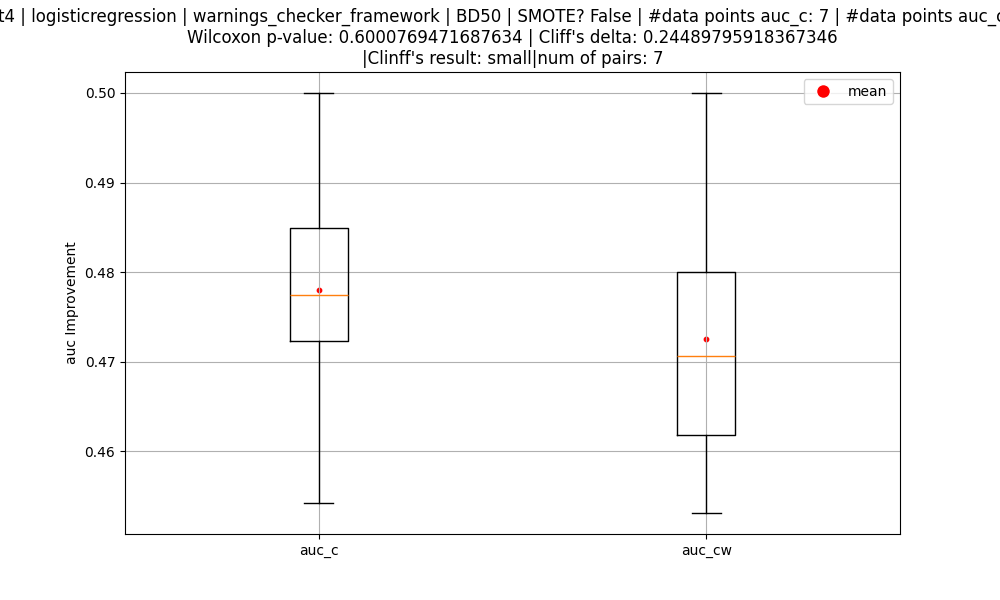 t4 | logisticregression | warnings_checker_framework | BD50 | SMOTE? False | #data points auc_c: 7 | #data points auc_c
Wilcoxon p-value: 0.6000769471687634 | Cliff's delta: 0.24489795918367346
|Clinff's result: small|num of pairs: 7
mean
0.50
0.49
0.48
0.47
0.46
auc Improvement
auc_c
auc_cw